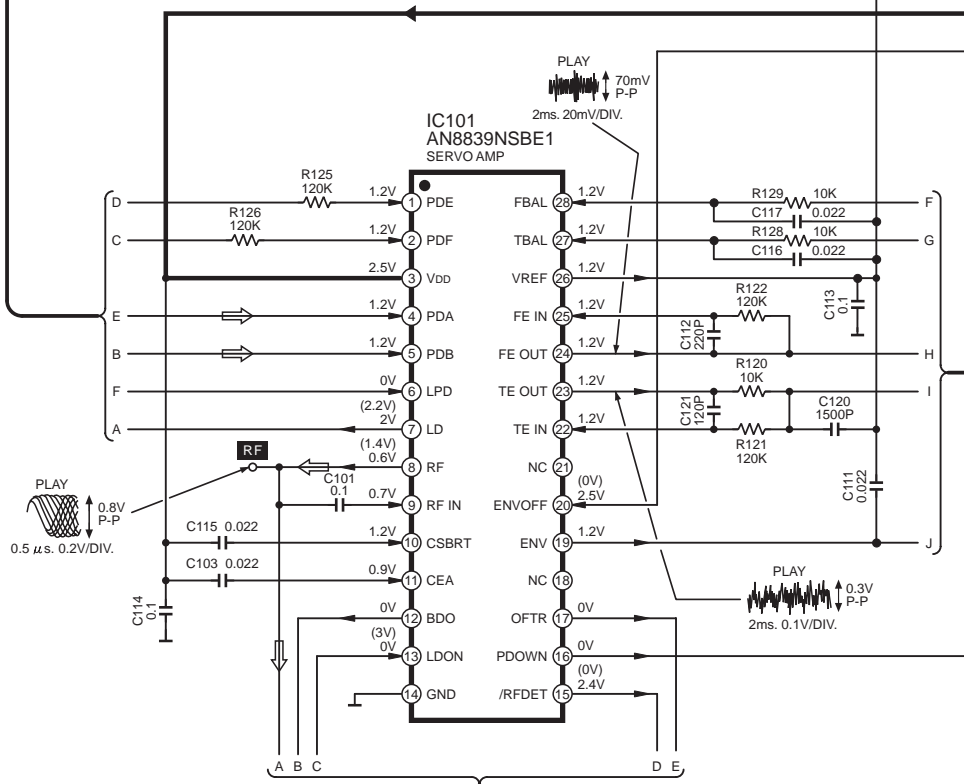 PLAY
70mV
P-P
2ms. 20mV/DIV.
IC101
AN8839NSBE1
SERVO AMP
D
R125
120K
1.2V
1
PDE
FBAL
28
1.2V
R129
10K
F
C117
0.022
C
R126
120K
1.2V
2
PDF
TBAL
27
1.2V
R128
10K
G
C116
0.022
2.5V
3
VDD
VREF
26
1.2V
C113
0.1
E
1.2V
4
PDA
FE IN
25
1.2V
R122
120K
C112
220P
B
1.2V
5
PDB
FE OUT
24
1.2V
H
F
0V
6
LPD
TE OUT
23
1.2V
R120
10K
I
C121
120P
C120
1500P
A
(2.2V)
2V
7
LD
TE IN
22
1.2V
R121
120K
RF
(1.4V)
0.6V
8
RF
NC
21
PLAY
0.8V
P-P
0.5 μs. 0.2V/DIV.
C101
0.1
0.7V
9
RF IN
ENVOFF
20
(0V)
2.5V
C111
0.022
C115 0.022
1.2V
10
CSBRT
ENV
19
1.2V
J
C103 0.022
0.9V
11
CEA
NC
18
C114
0.1
PLAY
0.3V
P-P
2ms. 0.1V/DIV.
0V
12
BDO
OFTR
17
0V
(3V)
0V
13
LDON
PDOWN
16
0V
14
GND
/RFDET
15
(0V)
2.4V
A B C
D E